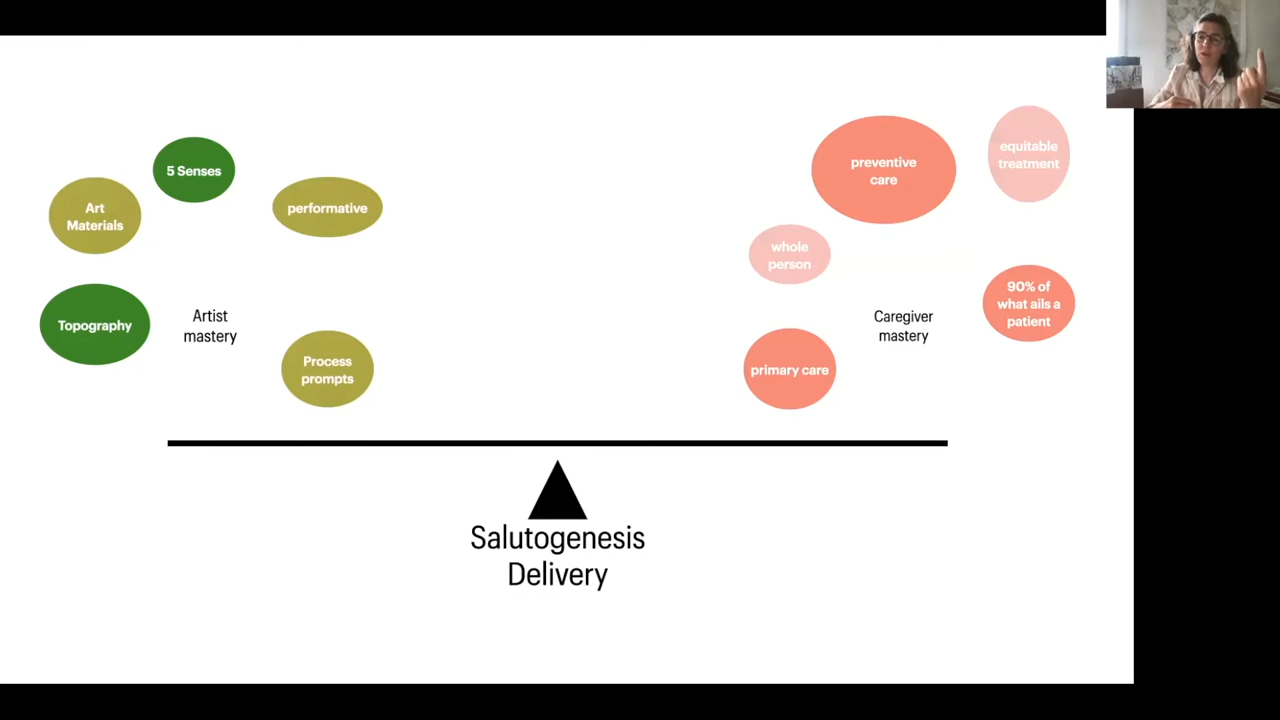 5 Senses
Art
Materials
performative
Topography
Artist
mastery
Process
prompts
preventive
care
equitable
treatment
whole
person
90% of
what ails a
patient
Caregiver
mastery
primary care
Salutogenesis
Delivery